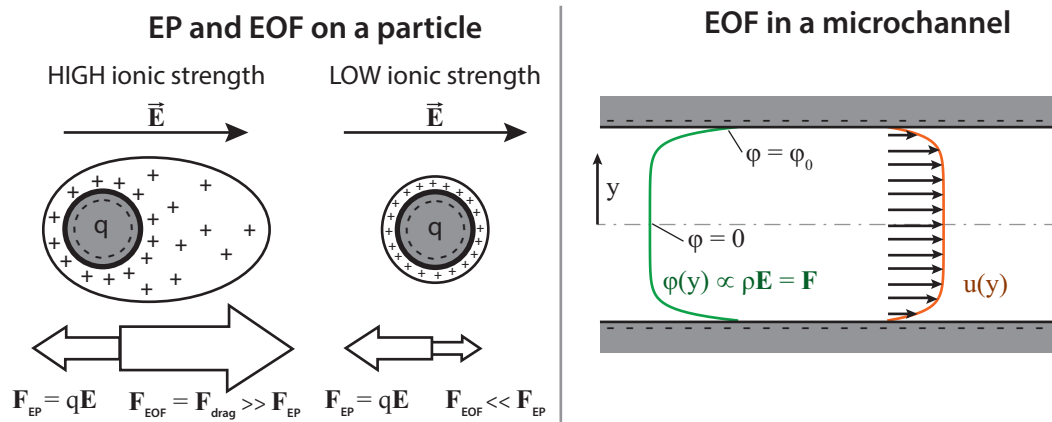 EP and EOF on a particle
HIGH ionic strength
LOW ionic strength
E
E
+ + + + + + + + + + + + + + + + + + + + + + + + + +
q
+ + + + + + + + + + + + + + + + + + + +
q
F_EP = qE
F_EOF = F_drag >> F_EP
F_EP = qE
F_EOF << F_EP
EOF in a microchannel
φ = φ₀
y
φ = 0
φ(y) ∝ ρE = F
u(y)